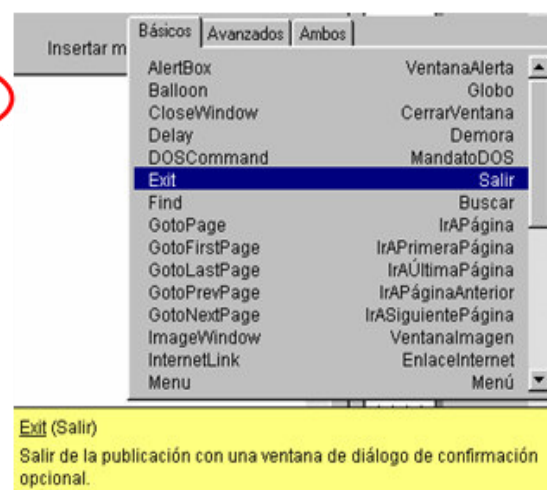 Básicos Avanzados Ambos
Insertar m
AlertBox VentanaAlerta
Balloon Globo
CloseWindow CerrarVentana
Delay Demora
DOSCommand MandatoDOS
Exit Salir
Find Buscar
GotoPage IrAPágina
GotoFirstPage IrAPrimeraPágina
GotoLastPage IrAÚltimaPágina
GotoPrevPage IrAPáginaAnterior
GotoNextPage IrASiguientePágina
ImageWindow VentanaImagen
InternetLink EnlaceInternet
Menu Menú
Exit (Salir)
Salir de la publicación con una ventana de diálogo de confirmación
opcional.